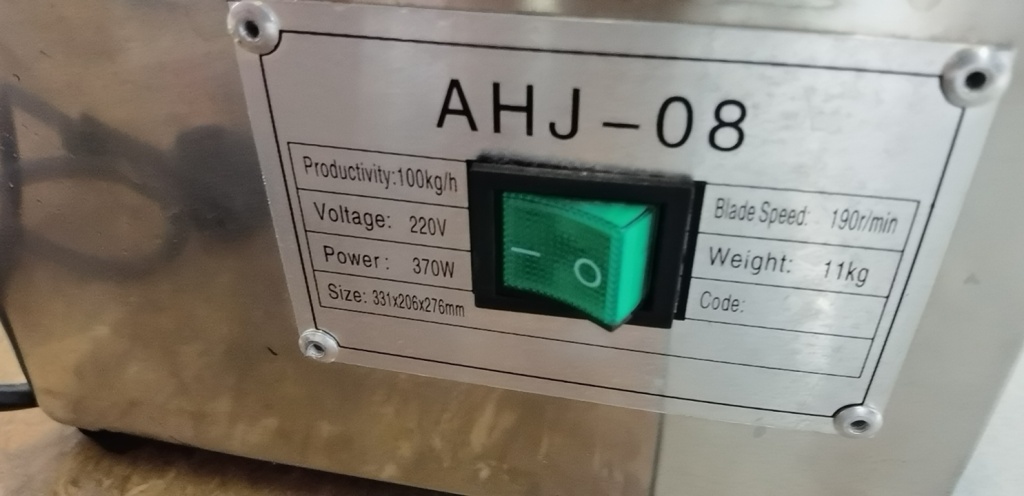 AHJ-08
Productivity:100kg/h
Voltage: 220V
Power: 370W
Size: 331x206x276mm
Blade Speed: 190r/min
Weight: 11kg
Code: